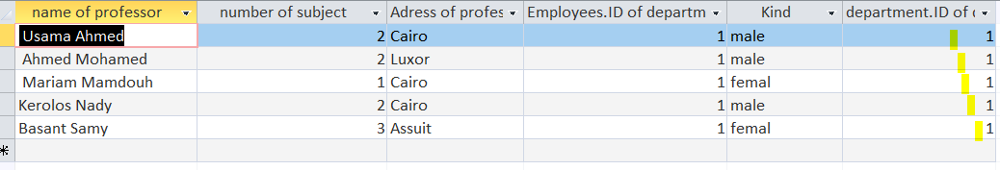 name of professor number of subject Adress of profes Employees.ID of departm Kind department.ID of
Usama Ahmed 2 Cairo 1 male 1
Ahmed Mohamed 2 Luxor 1 male 1
Mariam Mamdouh 1 Cairo 1 femal 1
Kerolos Nady 2 Cairo 1 male 1
Basant Samy 3 Assuit 1 femal 1